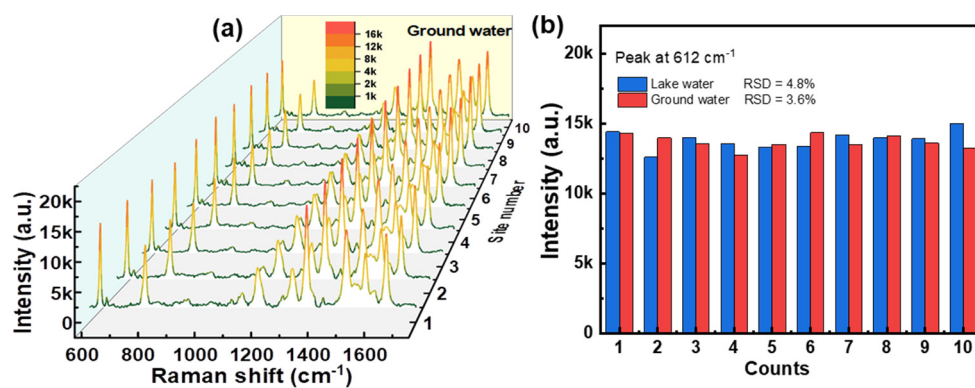 (a)
Ground water
16k
12k
8k
4k
2k
1k
Intensity (a.u.)
20k
15k
10k
5k
0
600 800 1000 1200 1400 1600
Raman shift (cm-1)
1
2
3
4
5
6
7
8
9
10
Site number
(b)
Intensity (a.u.)
20k
15k
10k
5k
0
Peak at 612 cm-1
Lake water RSD = 4.8%
Ground water RSD = 3.6%
1 2 3 4 5 6 7 8 9 10
Counts